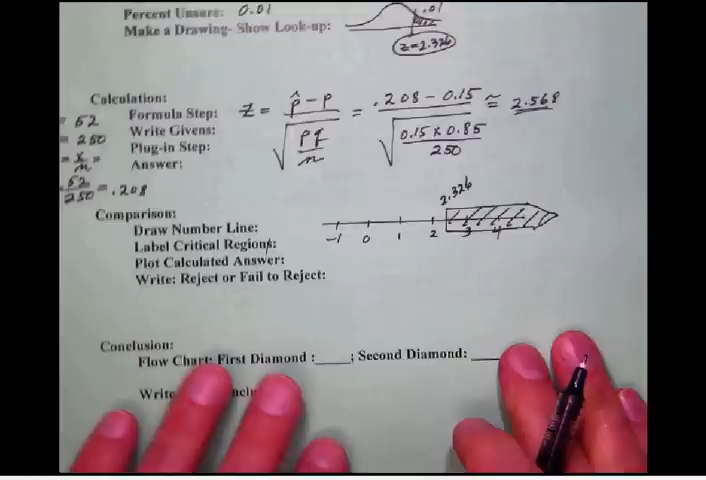 Percent Unsure: 0.01
.01
Make a Drawing- Show Look-up:
z=2.326
Calculation:
Formula Step: Z = p̂ - p / √(pq/n) = .208 - 0.15 / √(0.15 x 0.85 / 250) ≅ 2.568
= 52
Write Givens:
= 250
Plug-in Step:
= x/n =
Answer:
52/250 = .208
Comparison:
2.326
Draw Number Line:
-1 0 1 2 3 4
Label Critical Regions:
Plot Calculated Answer:
Write: Reject or Fail to Reject:
Conclusion:
Flow Chart: First Diamond :____; Second Diamond: ____